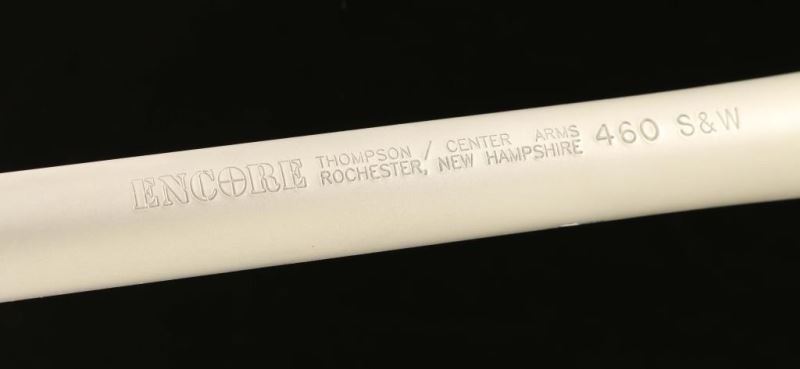 ENCORE
THOMPSON / CENTER ARMS
ROCHESTER, NEW HAMPSHIRE
460 S&W